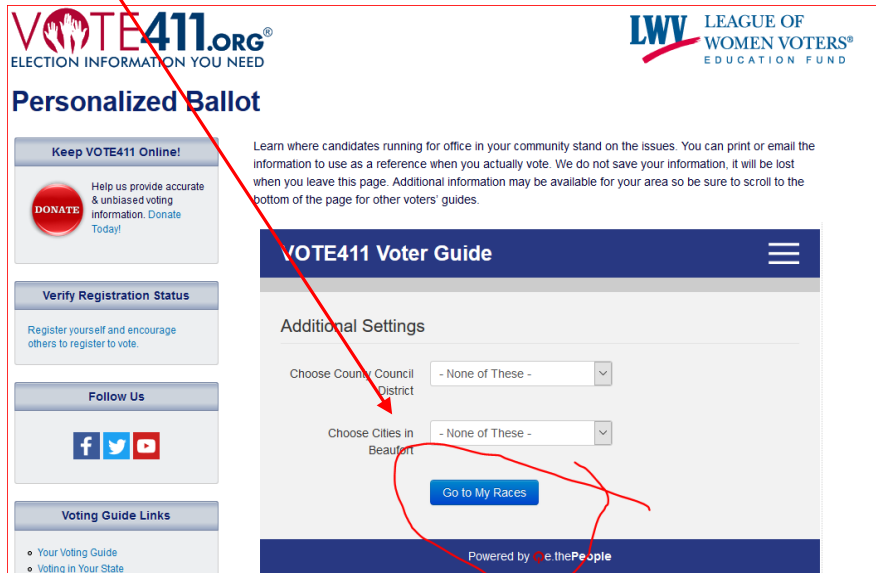 VOTE411.ORG®
ELECTION INFORMATION YOU NEED
LWV LEAGUE OF
WOMEN VOTERS®
EDUCATION FUND
Personalized Ballot
Keep VOTE411 Online!
DONATE
Help us provide accurate
& unbiased voting
information. Donate
Today!
Verify Registration Status
Register yourself and encourage
others to register to vote.
Follow Us
f
Voting Guide Links
Your Voting Guide
Voting in Your State
Learn where candidates running for office in your community stand on the issues. You can print or email the
information to use as a reference when you actually vote. We do not save your information, it will be lost
when you leave this page. Additional information may be available for your area so be sure to scroll to the
bottom of the page for other voters' guides.
VOTE411 Voter Guide
Additional Settings
Choose County Council
District
- None of These -
Choose Cities in
Beaufort
- None of These -
Go to My Races
Powered by e.thePeople